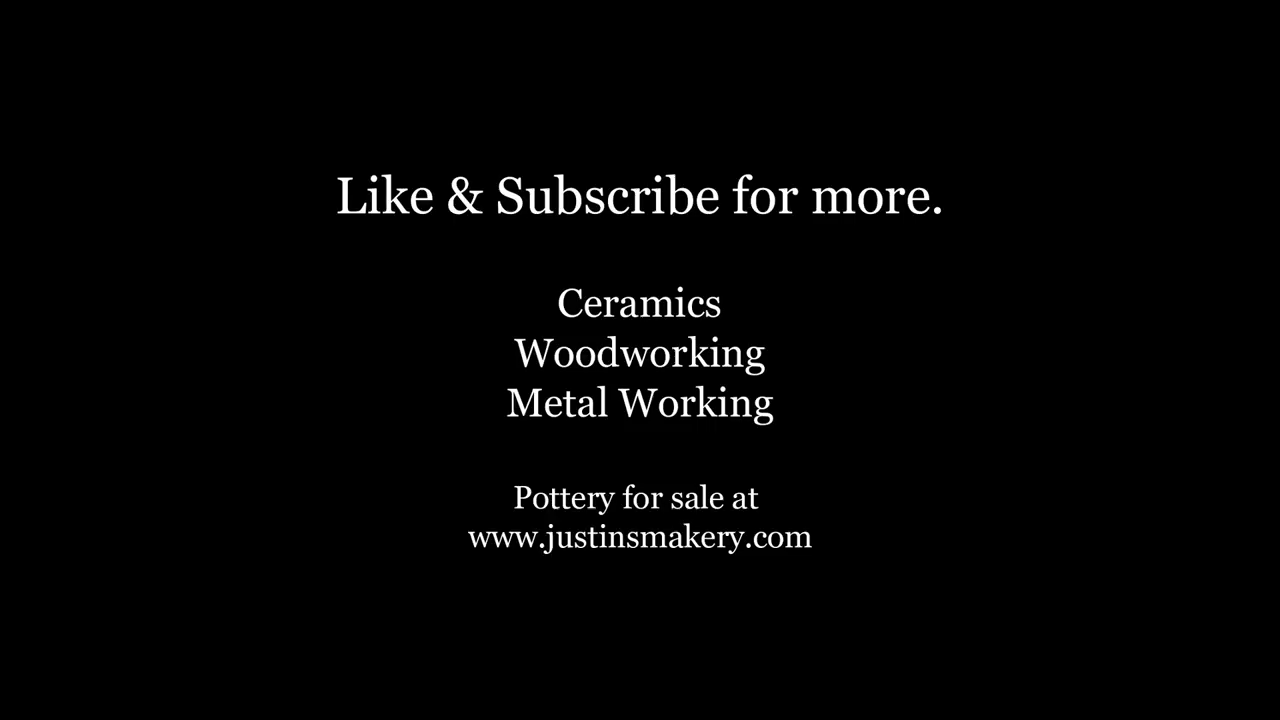 Like & Subscribe for more.
Ceramics
Woodworking
Metal Working
Pottery for sale at
www.justinsmakery.com